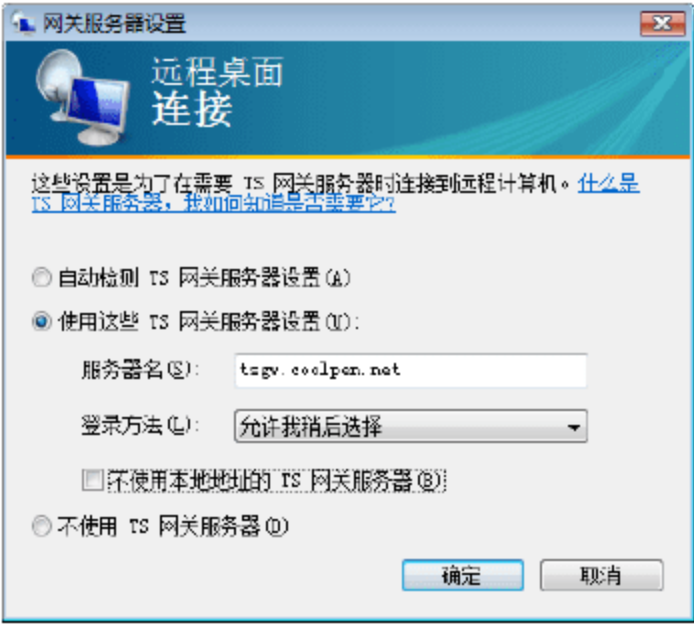 网关服务器设置
远程桌面
连接
这些设置是为了在需要 TS 网关服务器时连接到远程计算机。什么是
TS 网关服务器，我如何知道是否需要它?
自动检测 TS 网关服务器设置(A)
使用这些 TS 网关服务器设置(U):
服务器名(S): tsgw.coolpen.net
登录方法(L): 允许我稍后选择
不使用本地地址的 TS 网关服务器(B)
不使用 TS 网关服务器(D)
确定 取消